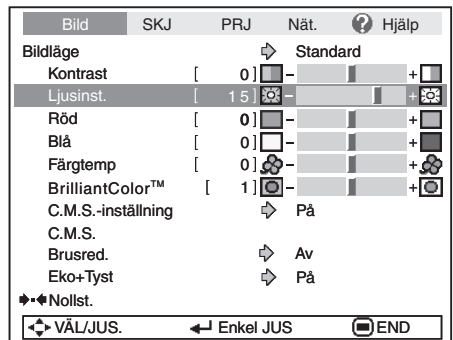 Bild SKJ PRJ Nät. ? Hjälp
Bildläge Standard
Kontrast [ 0] - +
Ljusinst. [ 15] - +
Röd [ 0] - +
Blå [ 0] - +
Färgtemp [ 0] - +
BrilliantColor™ [ 1] - +
C.M.S.-inställning På
C.M.S.
Brusred. Av
Eko+Tyst På
Nollst.
VÄL/JUS. Enkel JUS END